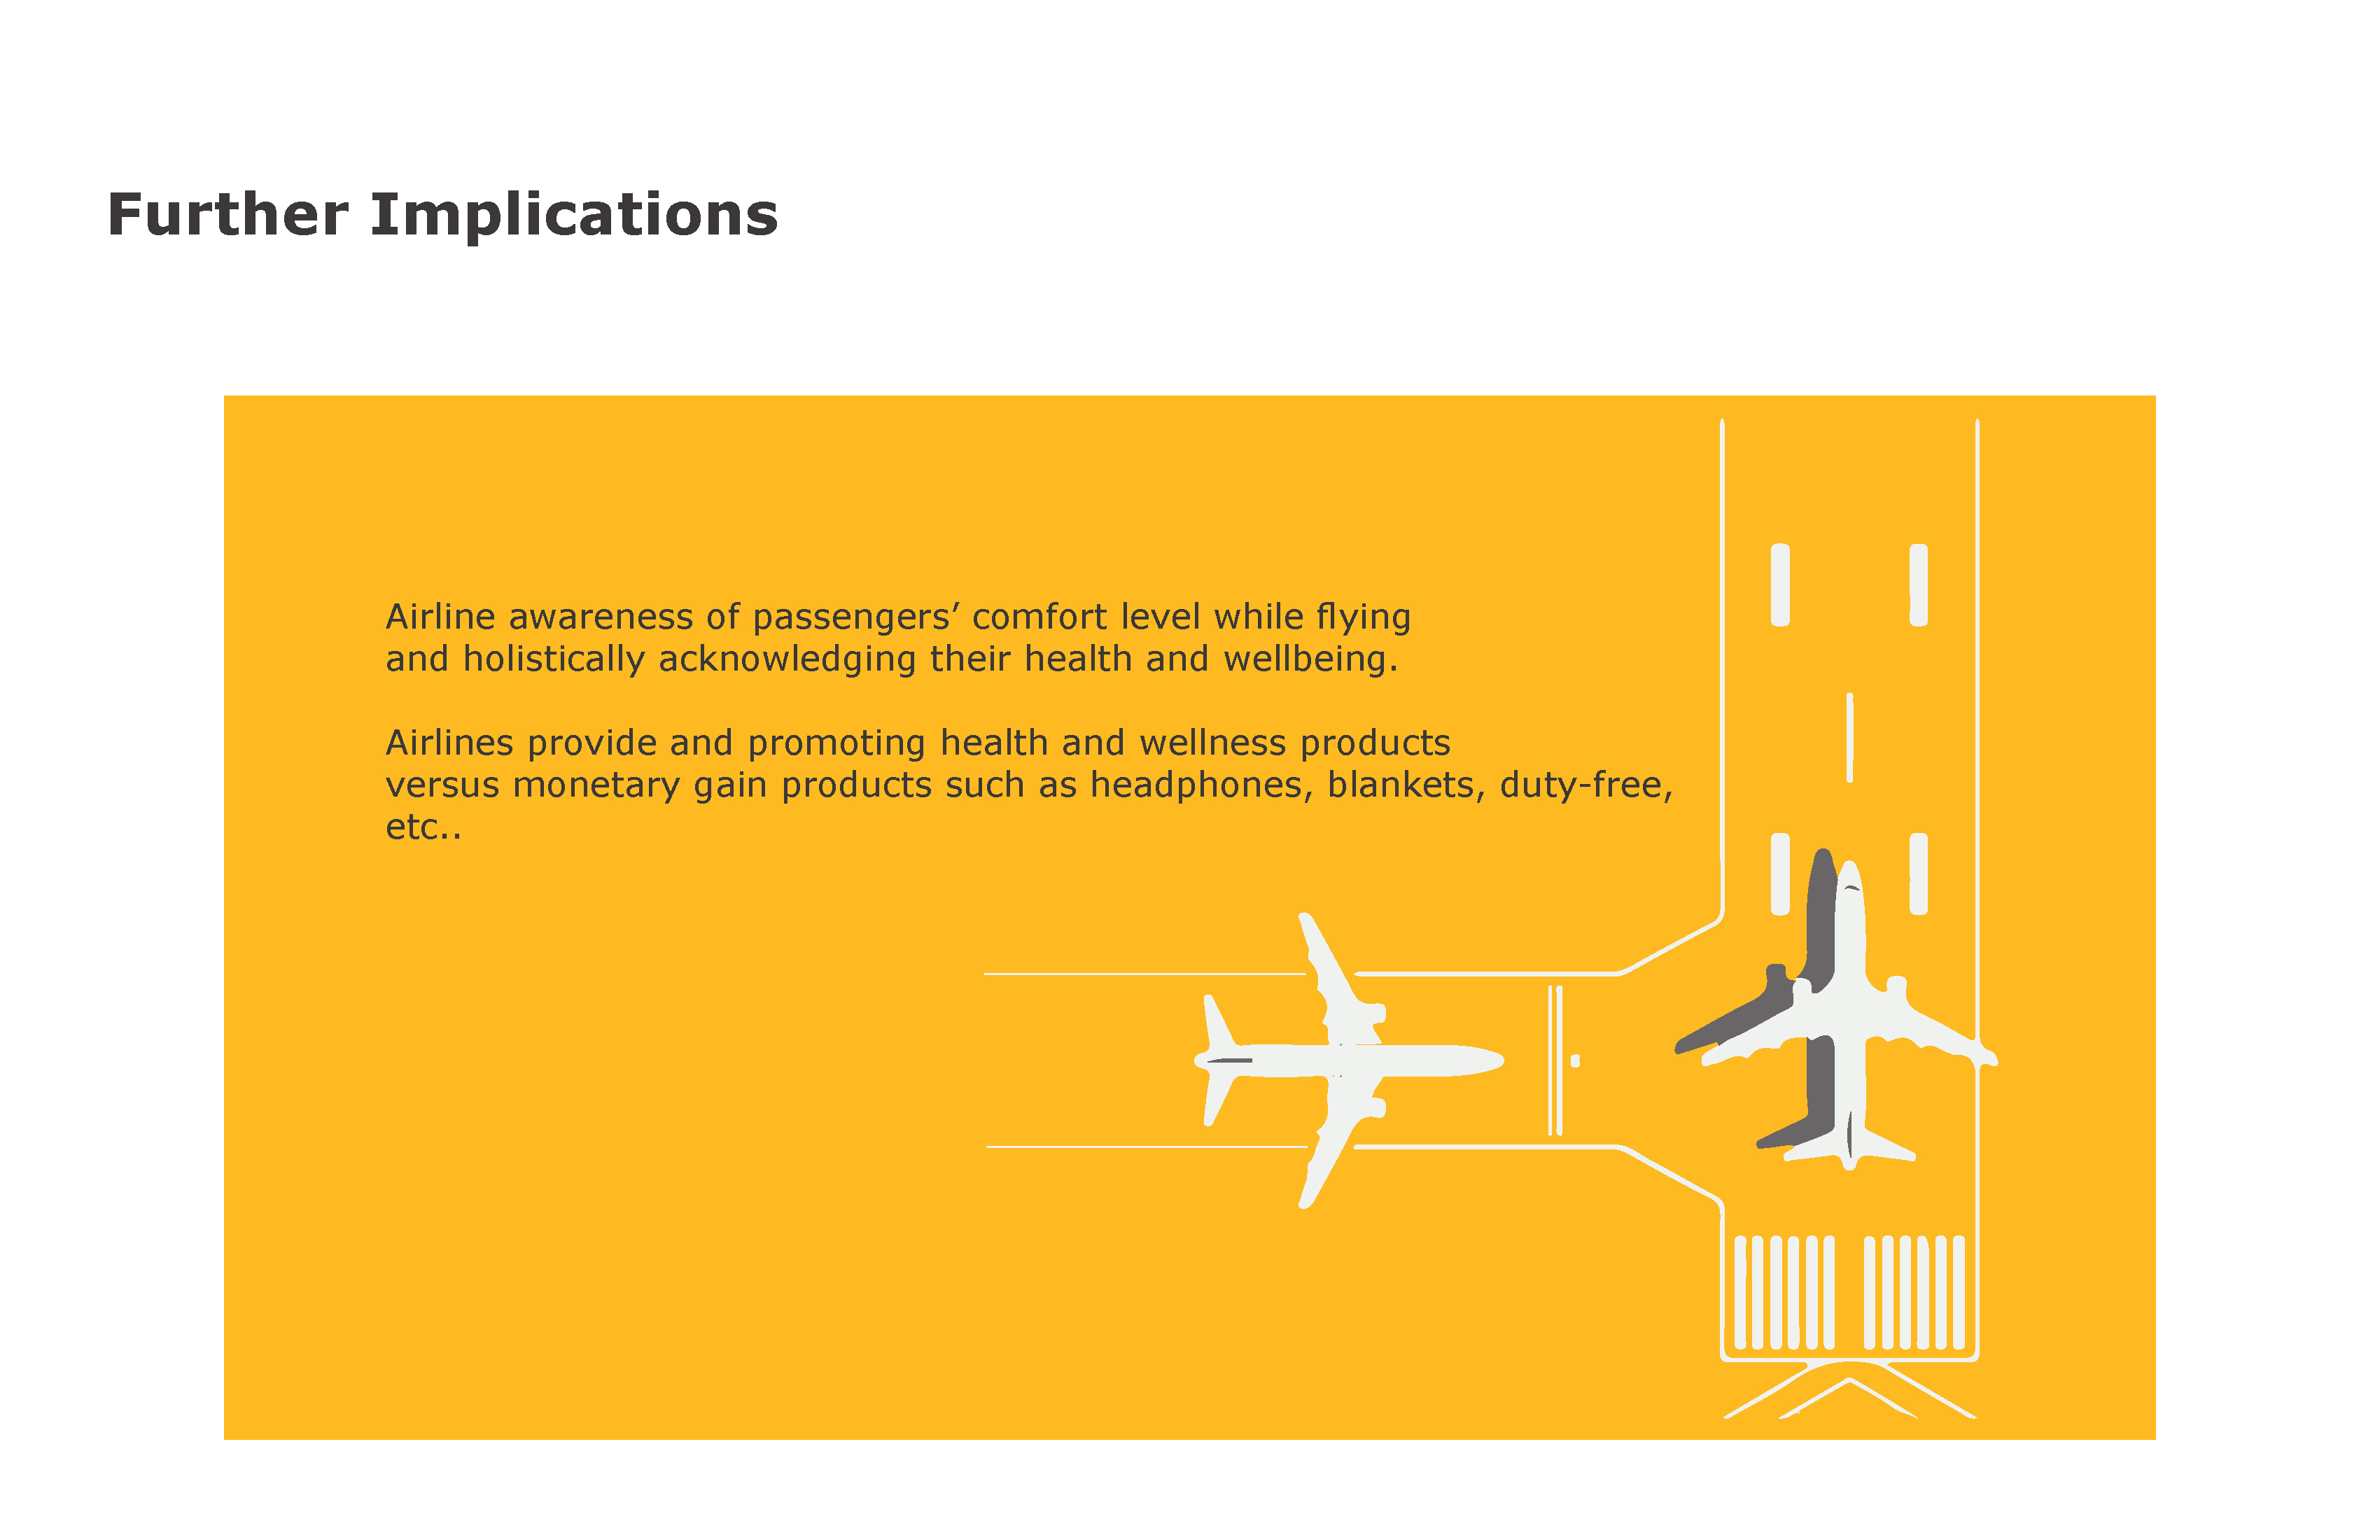 Further Implications
Airline awareness of passengers’ comfort level while flying
and holistically acknowledging their health and wellbeing.
Airlines provide and promoting health and wellness products
versus monetary gain products such as headphones, blankets, duty-free,
etc..